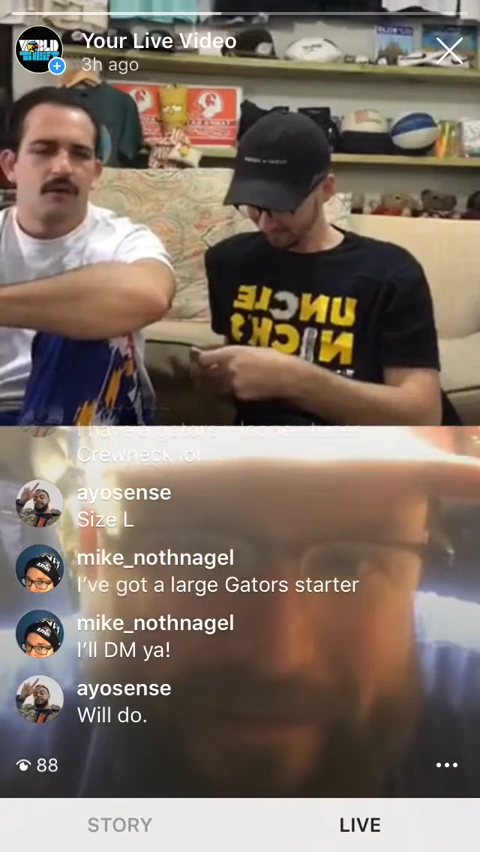 Your Live Video
3h ago
UNCLE
NICK'S
Crewneck
ayosense
Size L
mike_nothnagel
I've got a large Gators starter
mike_nothnagel
I'll DM ya!
ayosense
Will do.
88
STORY
LIVE